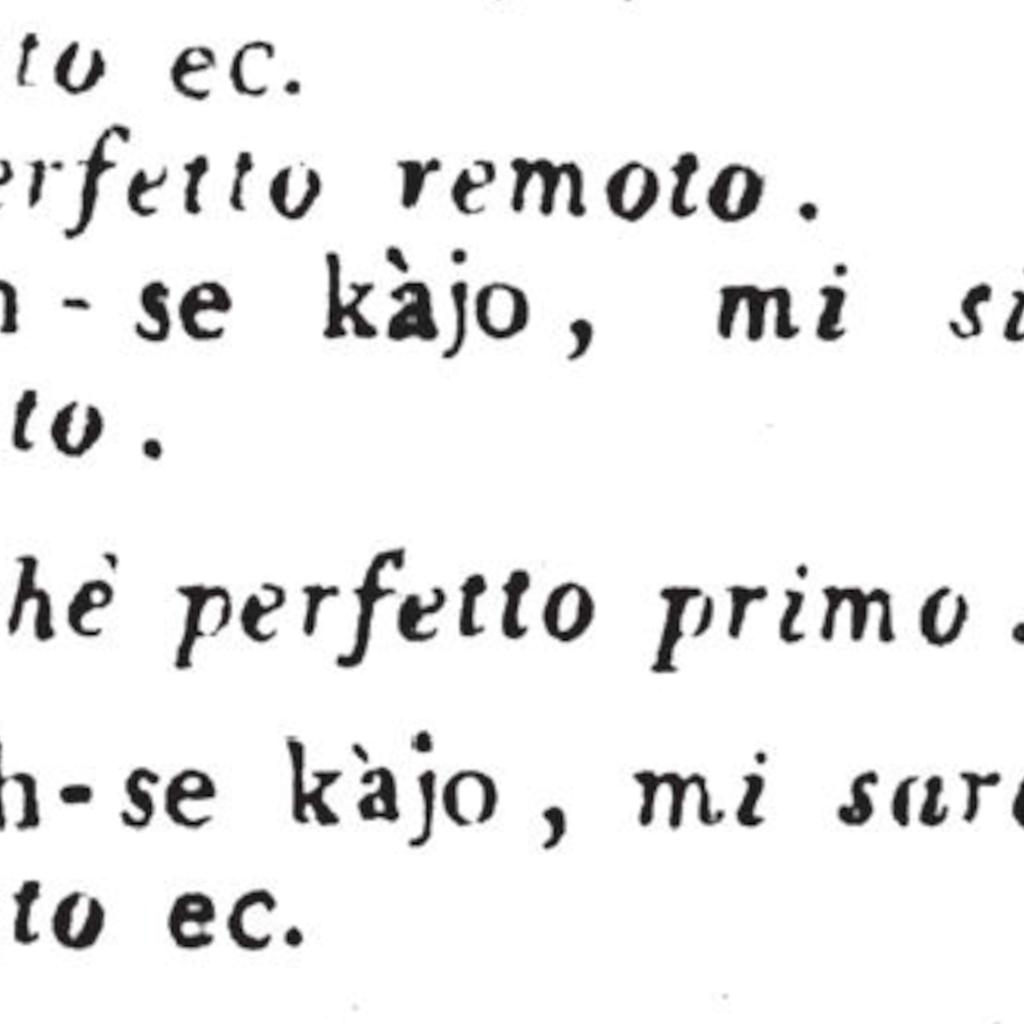 to ec.
erfetto remoto.
h-se kàjo, mi si
to.
hè perfetto primo.
h-se kàjo, mi sar
to ec.